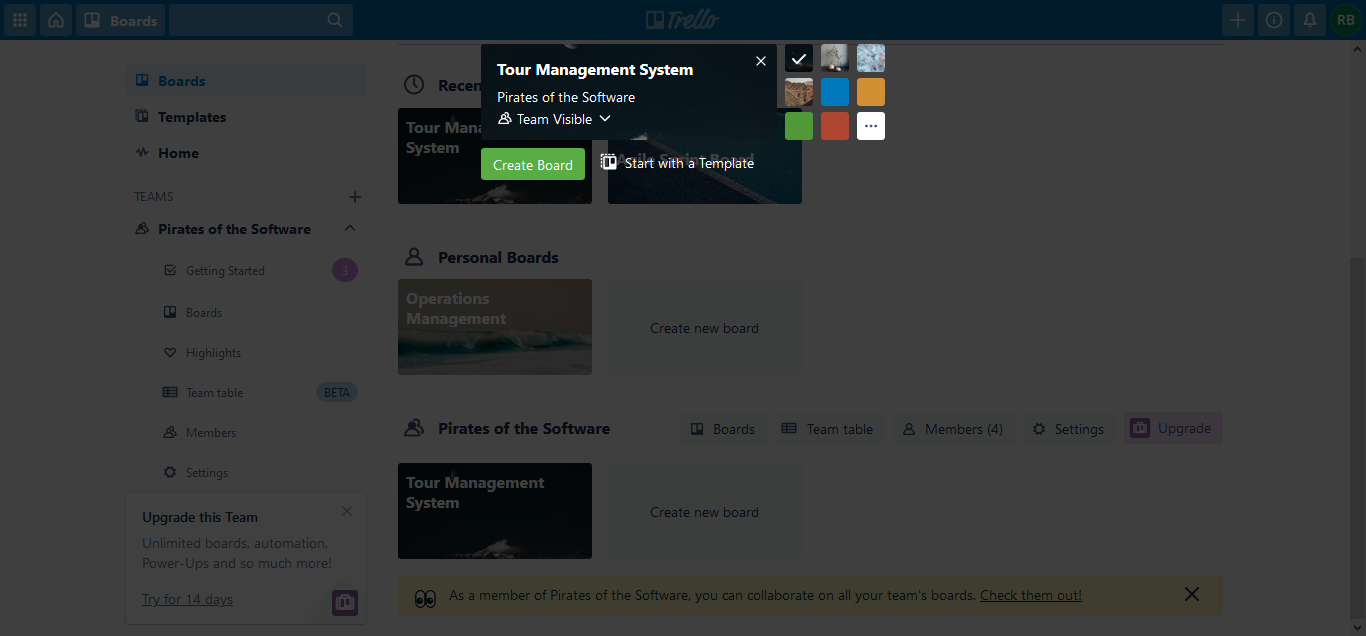 Boards
Trello
RB
Boards
Templates
Home
TEAMS
Pirates of the Software
Getting Started
3
Boards
Highlights
Team table
BETA
Members
Settings
Upgrade this Team
Unlimited boards, automation,
Power-Ups and so much more!
Try for 14 days
Tour Management System
Pirates of the Software
Team Visible
Create Board
Start with a Template
Recen
Tour Ma
System
Agile Sprint Board
Personal Boards
Operations
Management
Create new board
Pirates of the Software
Boards
Team table
Members (4)
Settings
Upgrade
Tour Management
System
Create new board
As a member of Pirates of the Software, you can collaborate on all your team's boards. Check them out!